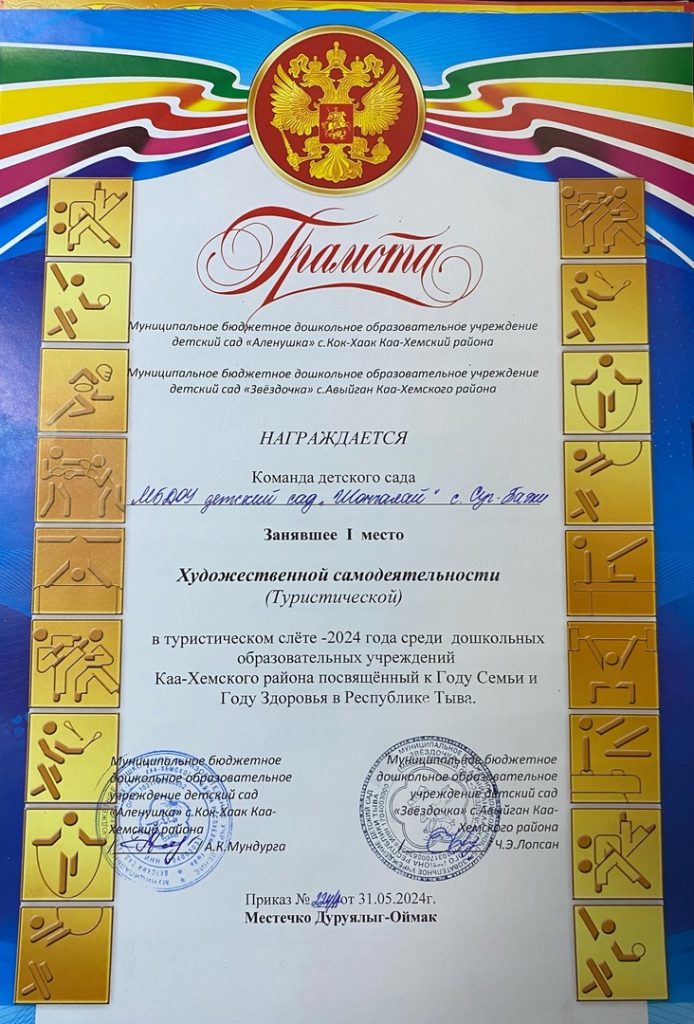 Грамота
Муниципальное бюджетное дошкольное образовательное учреждение
детский сад «Аленушка» с.Кок-Хаак Каа-Хемский района
Муниципальное бюджетное дошкольное образовательное учреждение
детский сад «Звёздочка» с.Авыйган Каа-Хемского района
НАГРАЖДАЕТСЯ
Команда детского сада
МБДОУ детский сад „Шончалай" с. Суг-Бажы
Занявшее I место
Художественной самодеятельности
(Туристической)
в туристическом слёте -2024 года среди дошкольных
образовательных учреждений
Каа-Хемского района посвящённый к Году Семьи и
Году Здоровья в Республике Тыва.
Муниципальное бюджетное
дошкольное образовательное
учреждение детский сад
«Аленушка» с.Кок-Хаак Каа-
Хемский района
А.К.Мундурга
Муниципальное бюджетное
дошкольное образовательное
учреждение детский сад
«Звёздочка» с.Авыйган Каа-
Хемского района
Ч.Э.Лопсан
Приказ № от 31.05.2024г.
Местечко Дуруялыг-Оймак